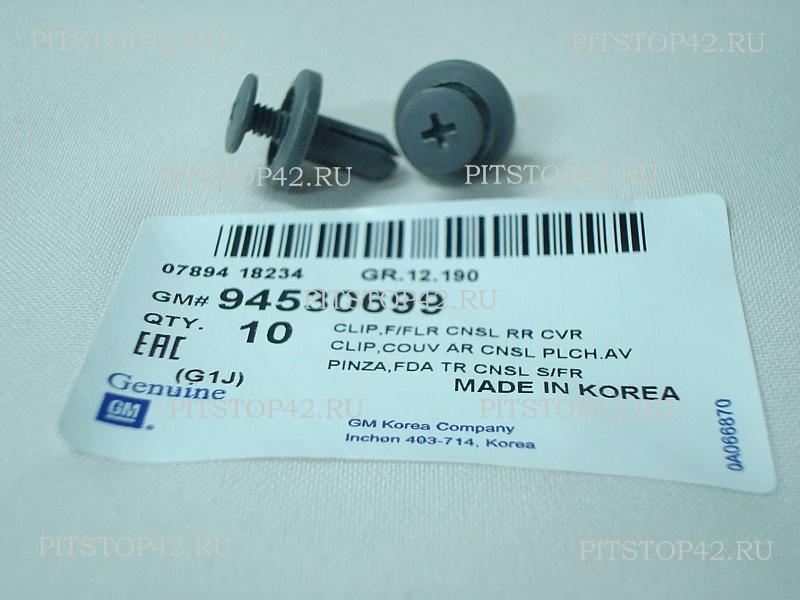 PITSTOP42.RU PITSTOP42.RU
PITSTOP42.RU PITSTOP42.RU
07894 18234 GR.12.190
GM# 94530699
PITSTOP42.RU
QTY. 10
CLIP,F/FLR CNSL RR CVR
CLIP,COUV AR CNSL PLCH.AV
PINZA,FDA TR CNSL S/FR
EAC
(G1J)
MADE IN KOREA
Genuine
GM
PITSTOP42.RU PITSTOP42.RU
GM Korea Company
Inchon 403-714, Korea
0A066870
PITSTOP42.RU PITSTOP42.RU